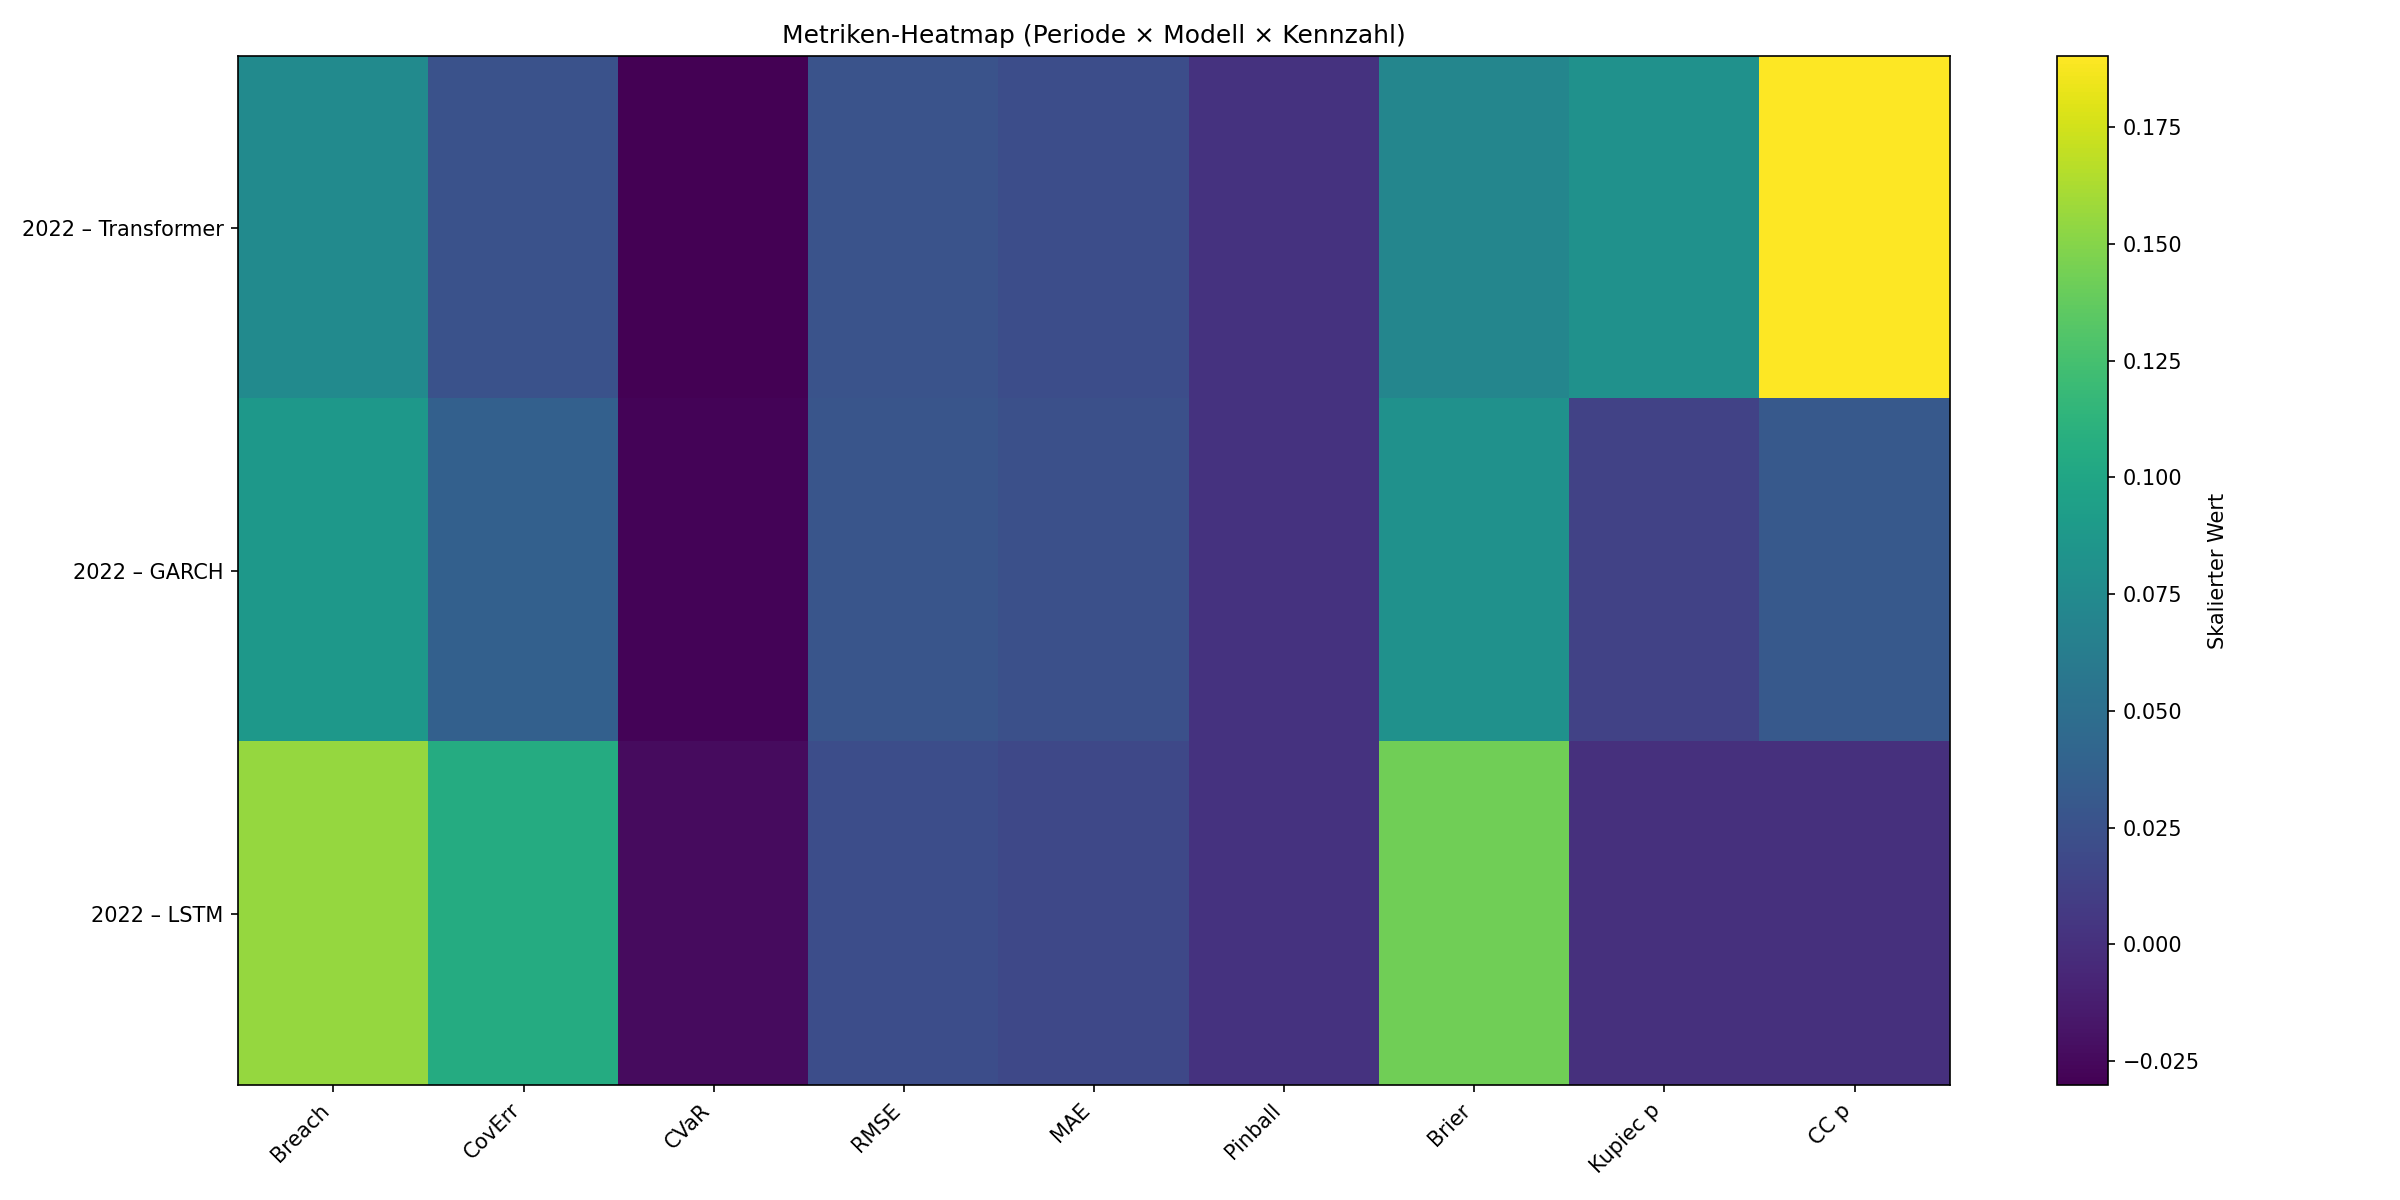 Metriken-Heatmap (Periode × Modell × Kennzahl)
2022 – Transformer
2022 – GARCH
2022 – LSTM
Breach
CovErr
CVaR
RMSE
MAE
Pinball
Brier
Kupiec p
CC p
0.175
0.150
0.125
0.100
0.075
0.050
0.025
0.000
−0.025
Skalierter Wert